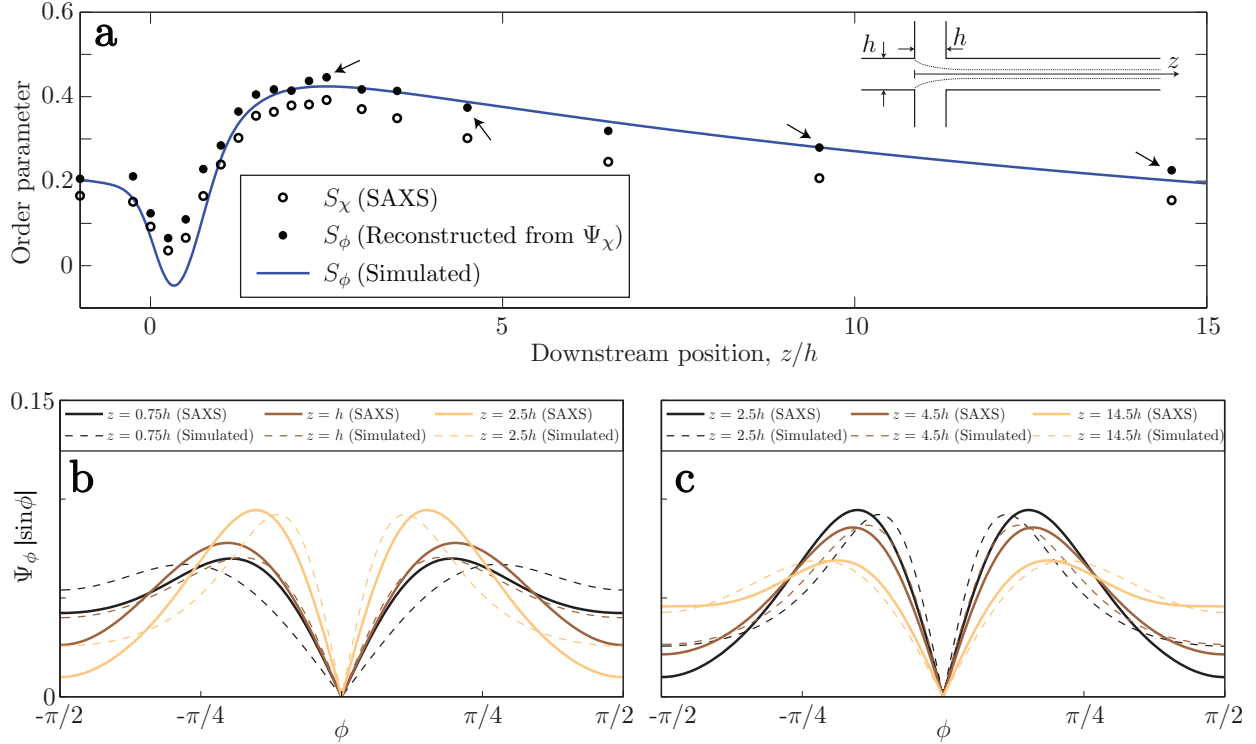 a
0.6
0.4
0.2
0
Order parameter
h
h
z
S_χ (SAXS)
S_ϕ (Reconstructed from Ψ_χ)
S_ϕ (Simulated)
0
5
10
15
Downstream position, z/h
0.15
0
Ψ_ϕ |sinϕ|
z = 0.75h (SAXS)
z = h (SAXS)
z = 2.5h (SAXS)
z = 0.75h (Simulated)
z = h (Simulated)
z = 2.5h (Simulated)
b
-π/2
-π/4
ϕ
π/4
π/2
z = 2.5h (SAXS)
z = 4.5h (SAXS)
z = 14.5h (SAXS)
z = 2.5h (Simulated)
z = 4.5h (Simulated)
z = 14.5h (Simulated)
c
-π/2
-π/4
ϕ
π/4
π/2